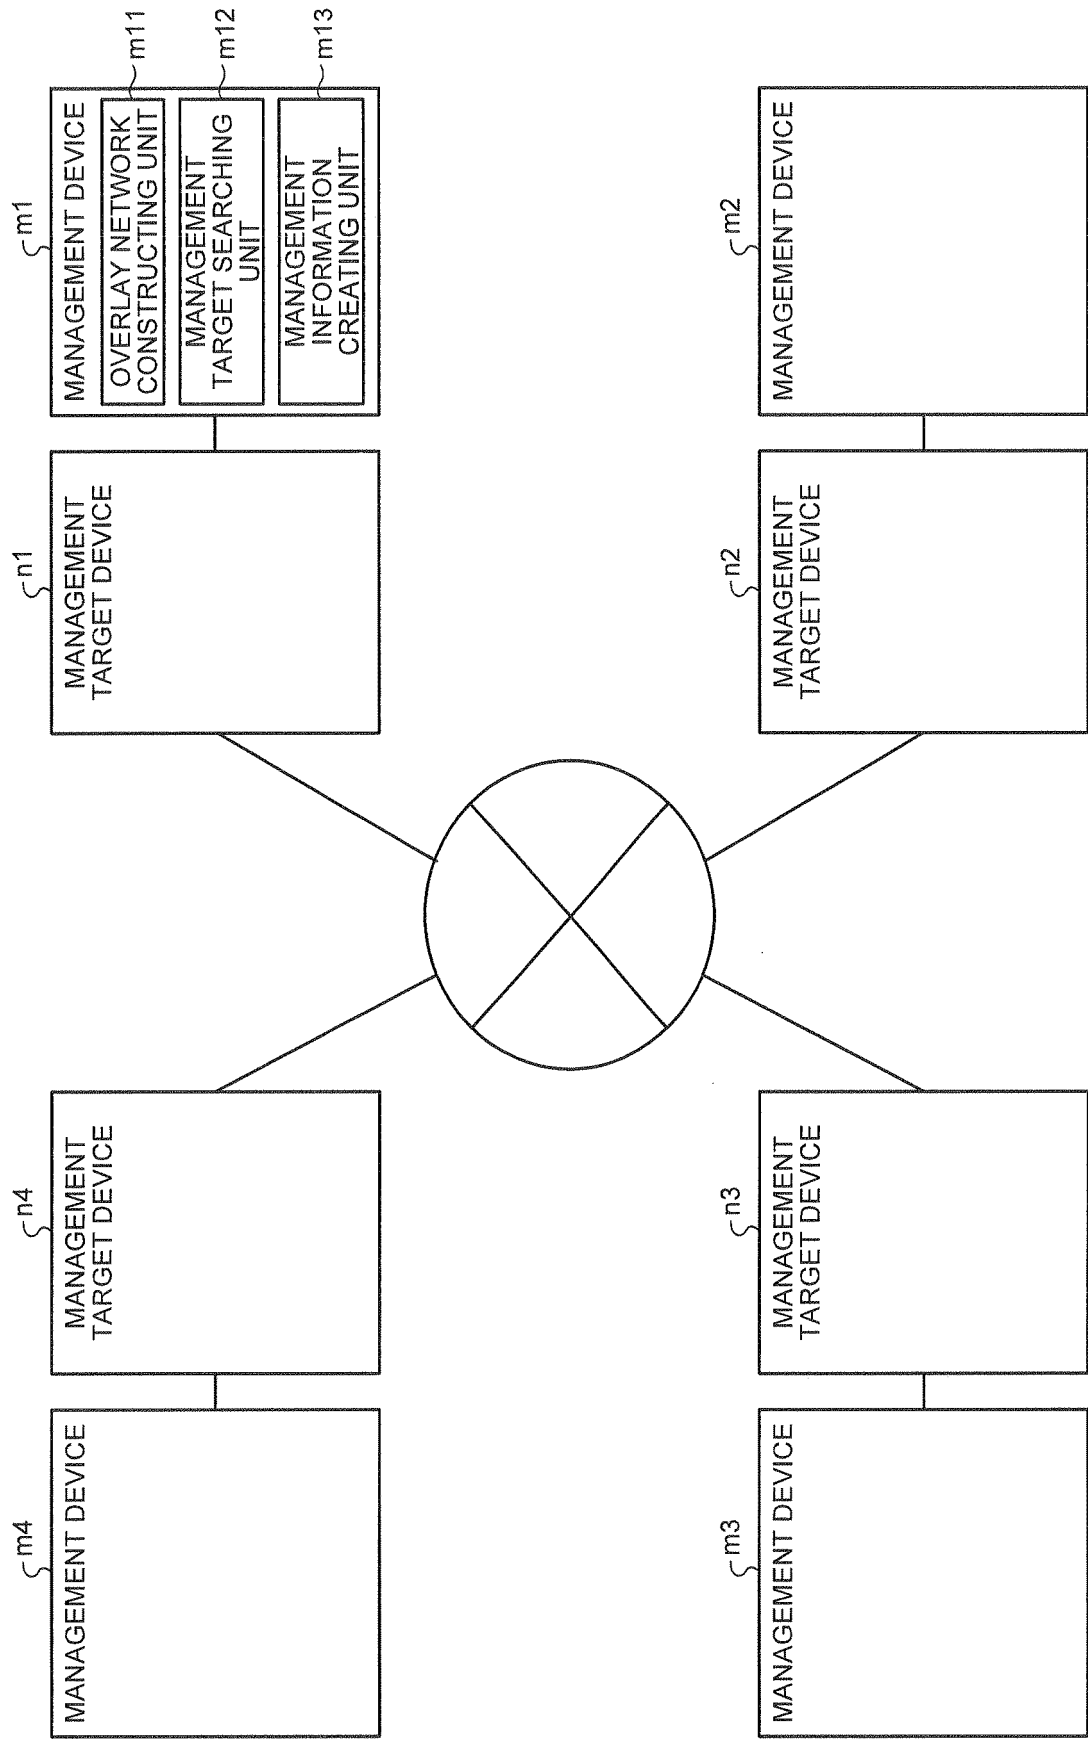 m4
MANAGEMENT DEVICE
n4
MANAGEMENT
TARGET DEVICE
n1
MANAGEMENT
TARGET DEVICE
m1
MANAGEMENT DEVICE
OVERLAY NETWORK
CONSTRUCTING UNIT
m11
MANAGEMENT
TARGET SEARCHING
UNIT
m12
MANAGEMENT
INFORMATION
CREATING UNIT
m13
m3
MANAGEMENT DEVICE
n3
MANAGEMENT
TARGET DEVICE
n2
MANAGEMENT
TARGET DEVICE
m2
MANAGEMENT DEVICE